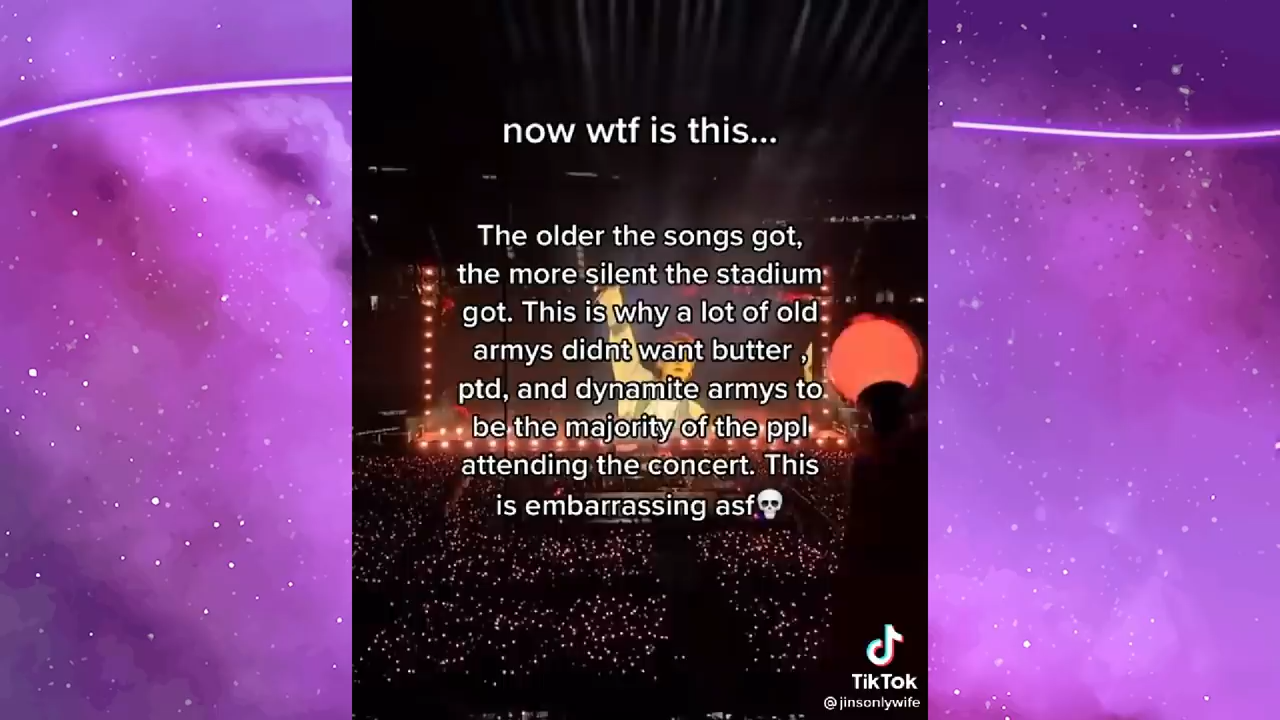 now wtf is this...
The older the songs got,
the more silent the stadium
got. This is why a lot of old
armys didnt want butter ,
ptd, and dynamite armys to
be the majority of the ppl
attending the concert. This
is embarrassing asf💀
TikTok
@jinsonlywife